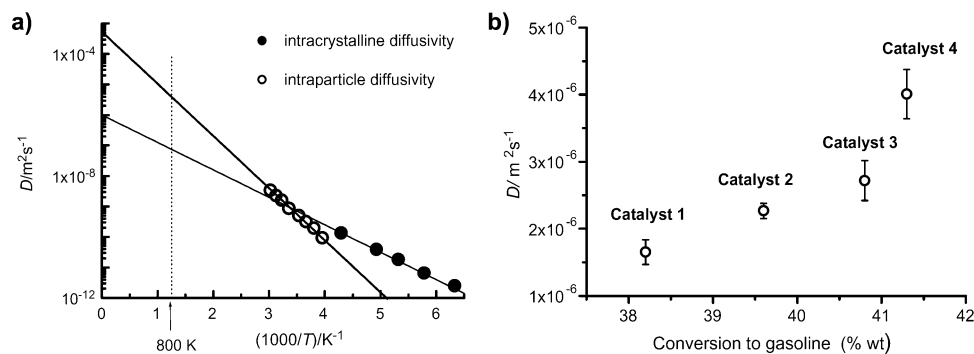 a)
intracrystalline diffusivity
intraparticle diffusivity
D/m²s⁻¹
1x10⁻⁴
1x10⁻⁸
10⁻¹²
0 1 2 3 4 5 6
800 K
(1000/T)/K⁻¹
b)
D/ m²s⁻¹
5x10⁻⁶
4x10⁻⁶
3x10⁻⁶
2x10⁻⁶
1x10⁻⁶
Catalyst 4
Catalyst 3
Catalyst 2
Catalyst 1
38 39 40 41 42
Conversion to gasoline (% wt)